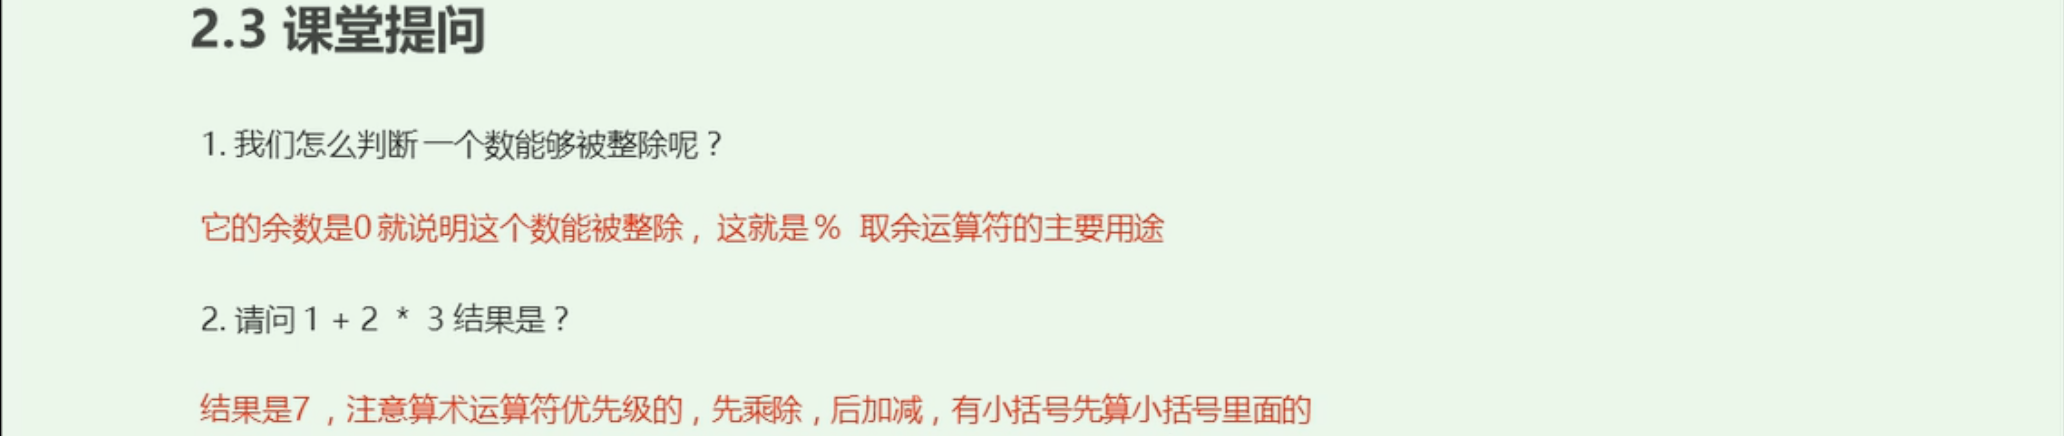 2.3 课堂提问
1. 我们怎么判断一个数能够被整除呢？
它的余数是0 就说明这个数能被整除， 这就是 % 取余运算符的主要用途
2. 请问 1 + 2 * 3 结果是？
结果是7 ，注意算术运算符优先级的，先乘除，后加减，有小括号先算小括号里面的